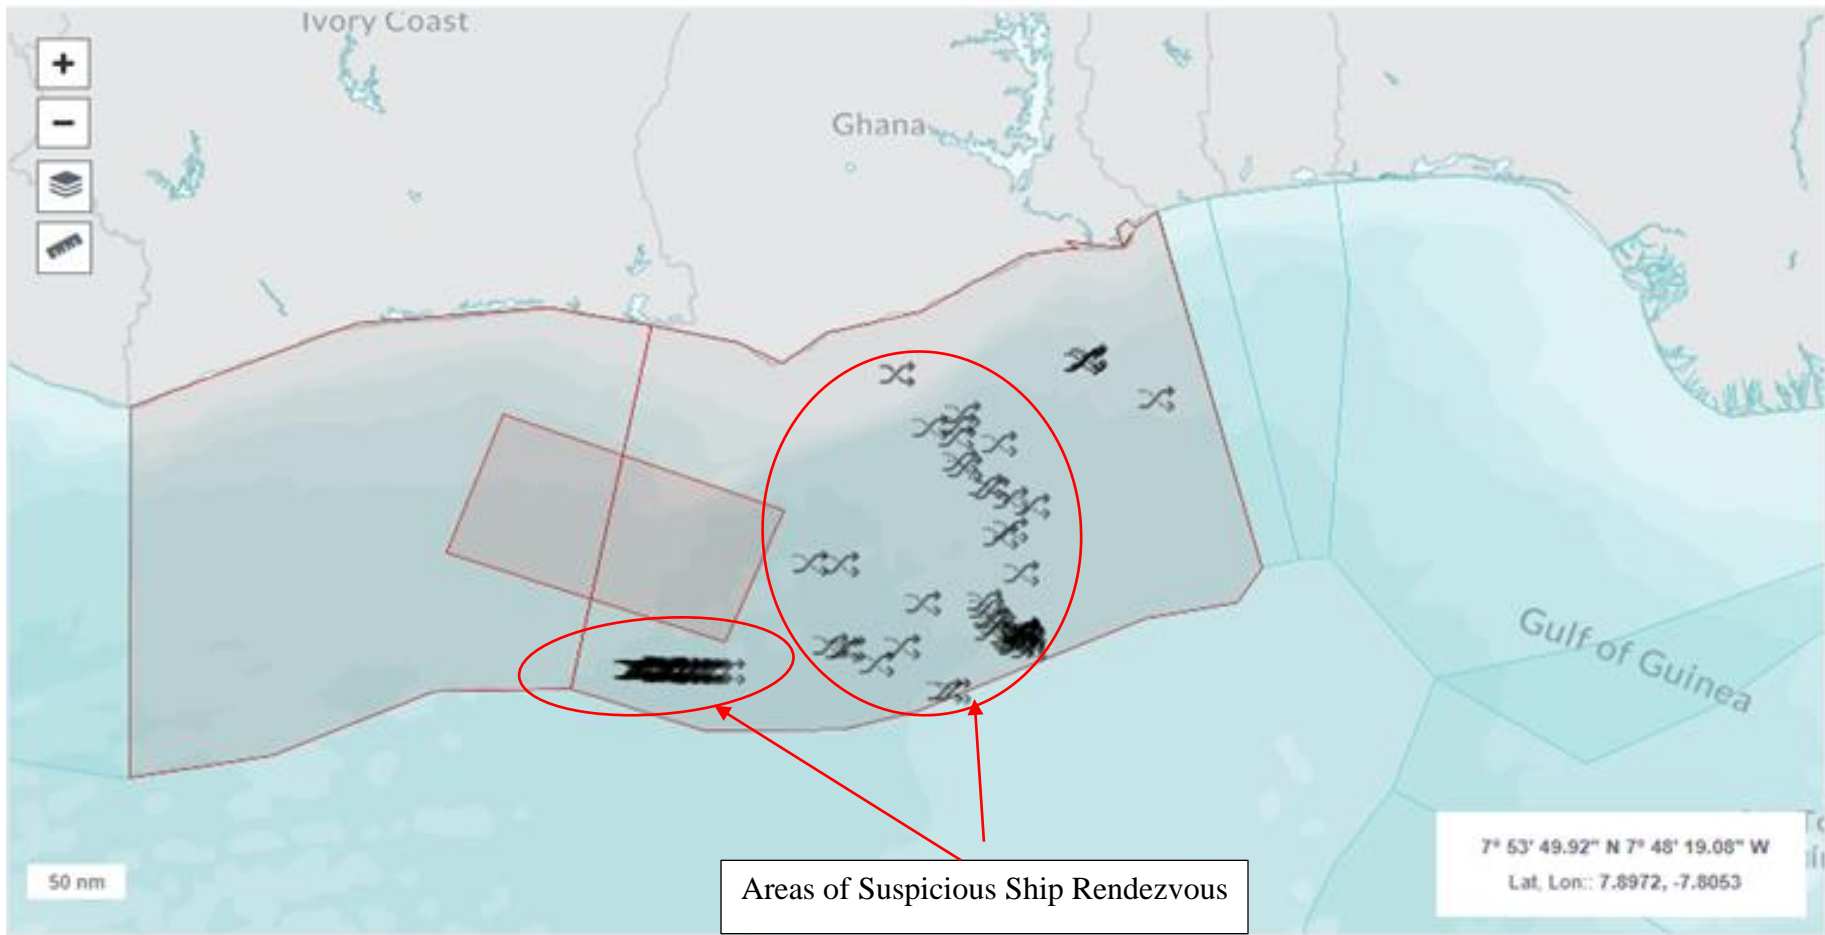 Ivory Coast
+
Ghana
−
Gulf of Guinea
7° 53' 49.92" N 7° 48' 19.08" W
Lat, Lon:: 7.8972, -7.8053
50 nm
Areas of Suspicious Ship Rendezvous